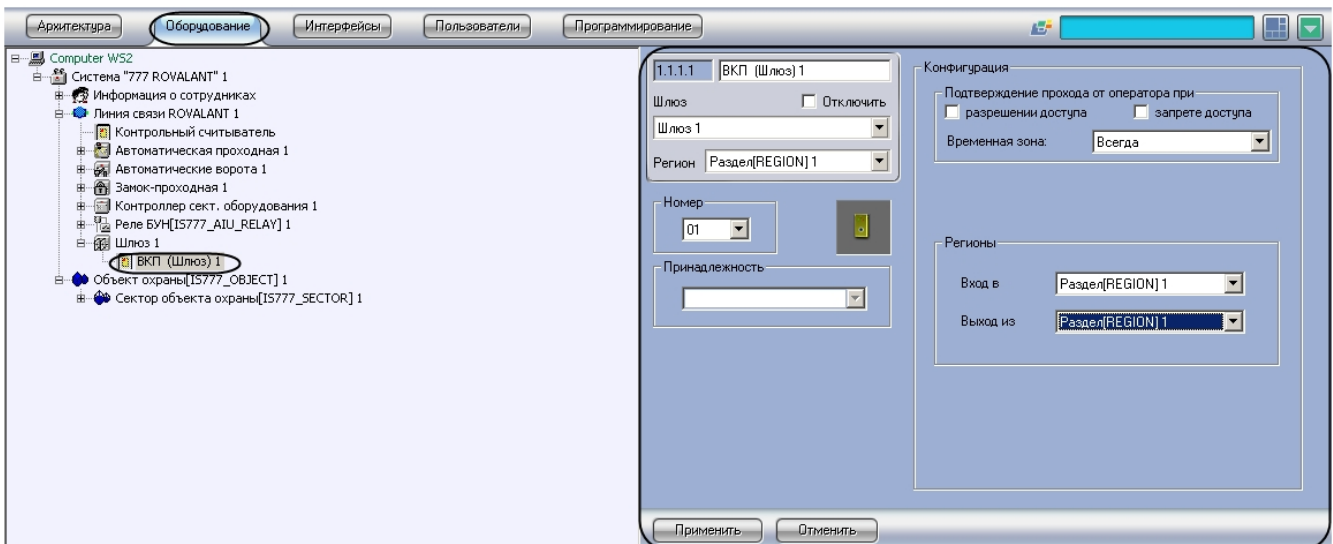 Архитектура Оборудование Интерфейсы Пользователи Программирование
Computer WS2
Система "777 ROVALANT" 1
Информация о сотрудниках
Линия связи ROVALANT 1
Контрольный считыватель
Автоматическая проходная 1
Автоматические ворота 1
Замок-проходная 1
Контроллер сект. оборудования 1
Реле БУН[IS777_AIU_RELAY] 1
Шлюз 1
ВКП (Шлюз) 1
Объект охраны[IS777_OBJECT] 1
Сектор объекта охраны[IS777_SECTOR] 1
1.1.1.1 ВКП (Шлюз) 1
Шлюз Отключить
Шлюз 1
Регион Раздел[REGION] 1
Номер
01
Принадлежность
Конфигурация
Подтверждение прохода от оператора при
разрешении доступа запрете доступа
Временная зона: Всегда
Регионы
Вход в Раздел[REGION] 1
Выход из Раздел[REGION] 1
Применить Отменить